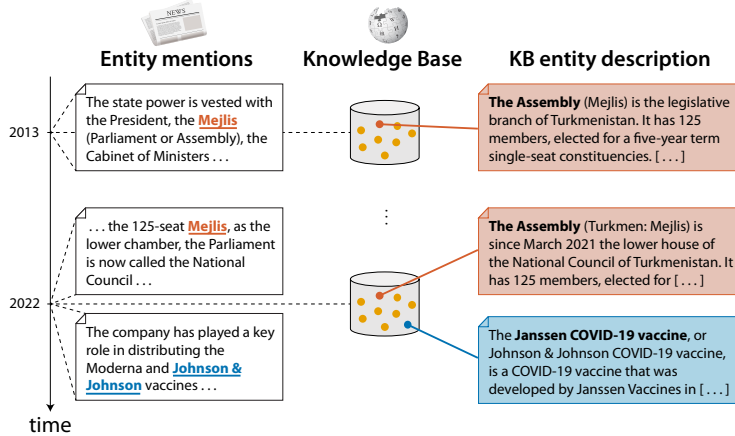 NEWS
Entity mentions
Knowledge Base
KB entity description
2013
The state power is vested with
the President, the Mejlis
(Parliament or Assembly), the
Cabinet of Ministers . . .
The Assembly (Mejlis) is the legislative
branch of Turkmenistan. It has 125
members, elected for a five-year term
single-seat constituencies. [ . . . ]
. . . the 125-seat Mejlis, as the
lower chamber, the Parliament
is now called the National
Council . . .
The Assembly (Turkmen: Mejlis) is
since March 2021 the lower house of
the National Council of Turkmenistan. It
has 125 members, elected for [ . . . ]
2022
The company has played a key
role in distributing the
Moderna and Johnson &
Johnson vaccines . . .
The Janssen COVID-19 vaccine, or
Johnson & Johnson COVID-19 vaccine,
is a COVID-19 vaccine that was
developed by Janssen Vaccines in [ . . . ]
time